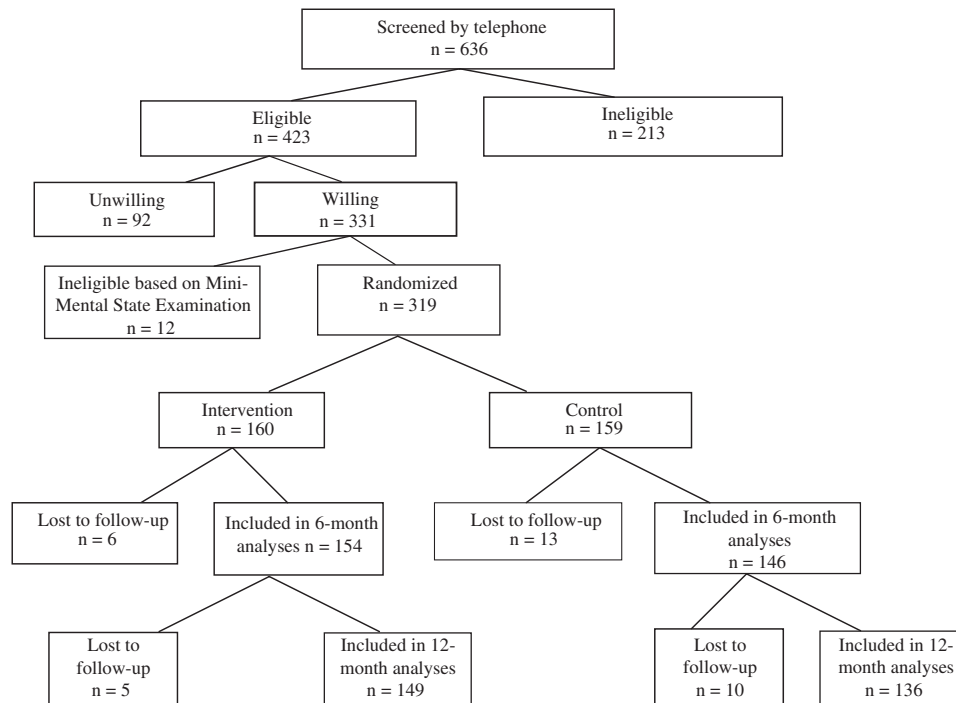 Screened by telephone
n = 636
Eligible
n = 423
Ineligible
n = 213
Unwilling
n = 92
Willing
n = 331
Ineligible based on Mini-
Mental State Examination
n = 12
Randomized
n = 319
Intervention
n = 160
Control
n = 159
Lost to follow-up
n = 6
Included in 6-month
analyses n = 154
Lost to follow-up
n = 13
Included in 6-month
analyses
n = 146
Lost to
follow-up
n = 5
Included in 12-
month analyses
n = 149
Lost to
follow-up
n = 10
Included in 12-
month analyses
n = 136